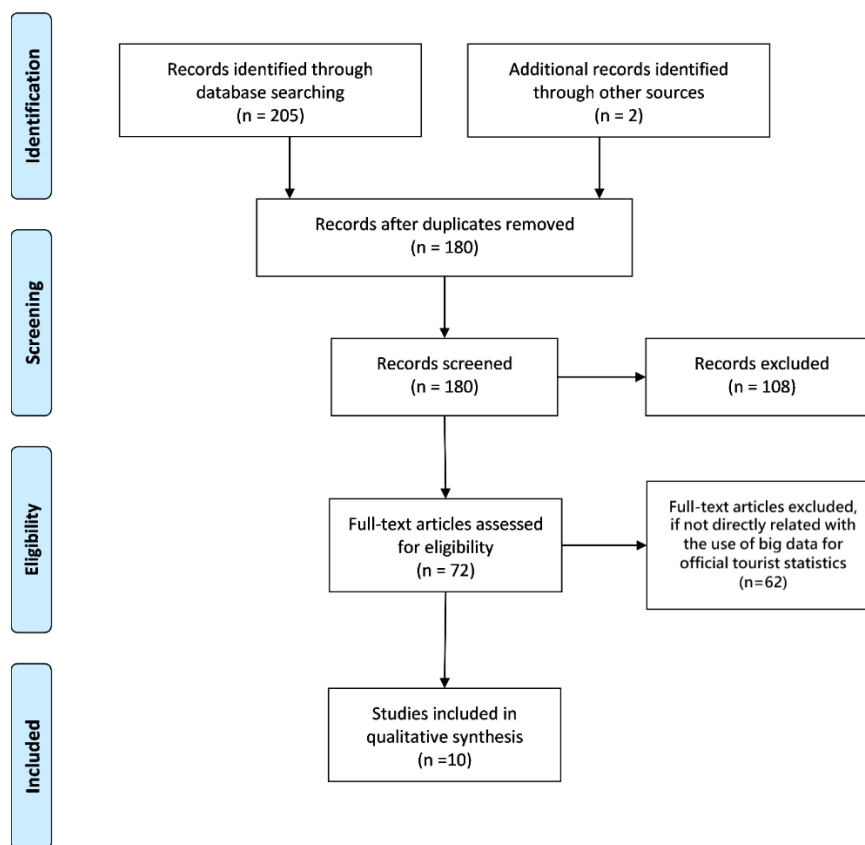 Identification
Records identified through
database searching
(n = 205)
Additional records identified
through other sources
(n = 2)
Records after duplicates removed
(n = 180)
Screening
Records screened
(n = 180)
Records excluded
(n = 108)
Eligibility
Full-text articles assessed
for eligibility
(n = 72)
Full-text articles excluded,
if not directly related with
the use of big data for
official tourist statistics
(n=62)
Included
Studies included in
qualitative synthesis
(n =10)